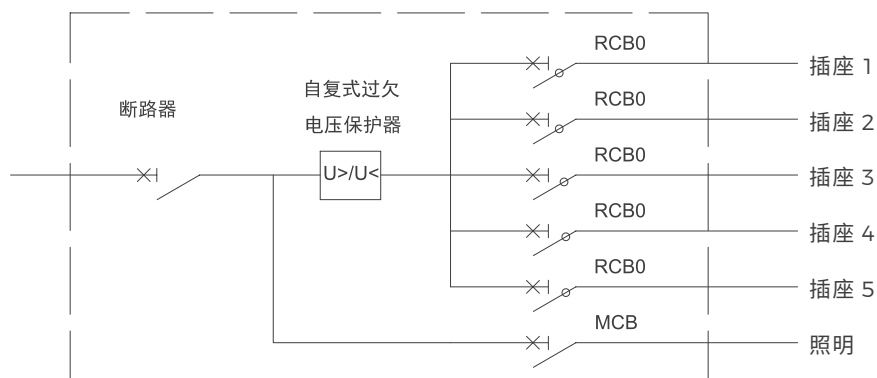 RCB0
插座 1
自复式过欠
电压保护器
断路器
RCB0
插座 2
U>/U<
RCB0
插座 3
RCB0
插座 4
RCB0
插座 5
MCB
照明